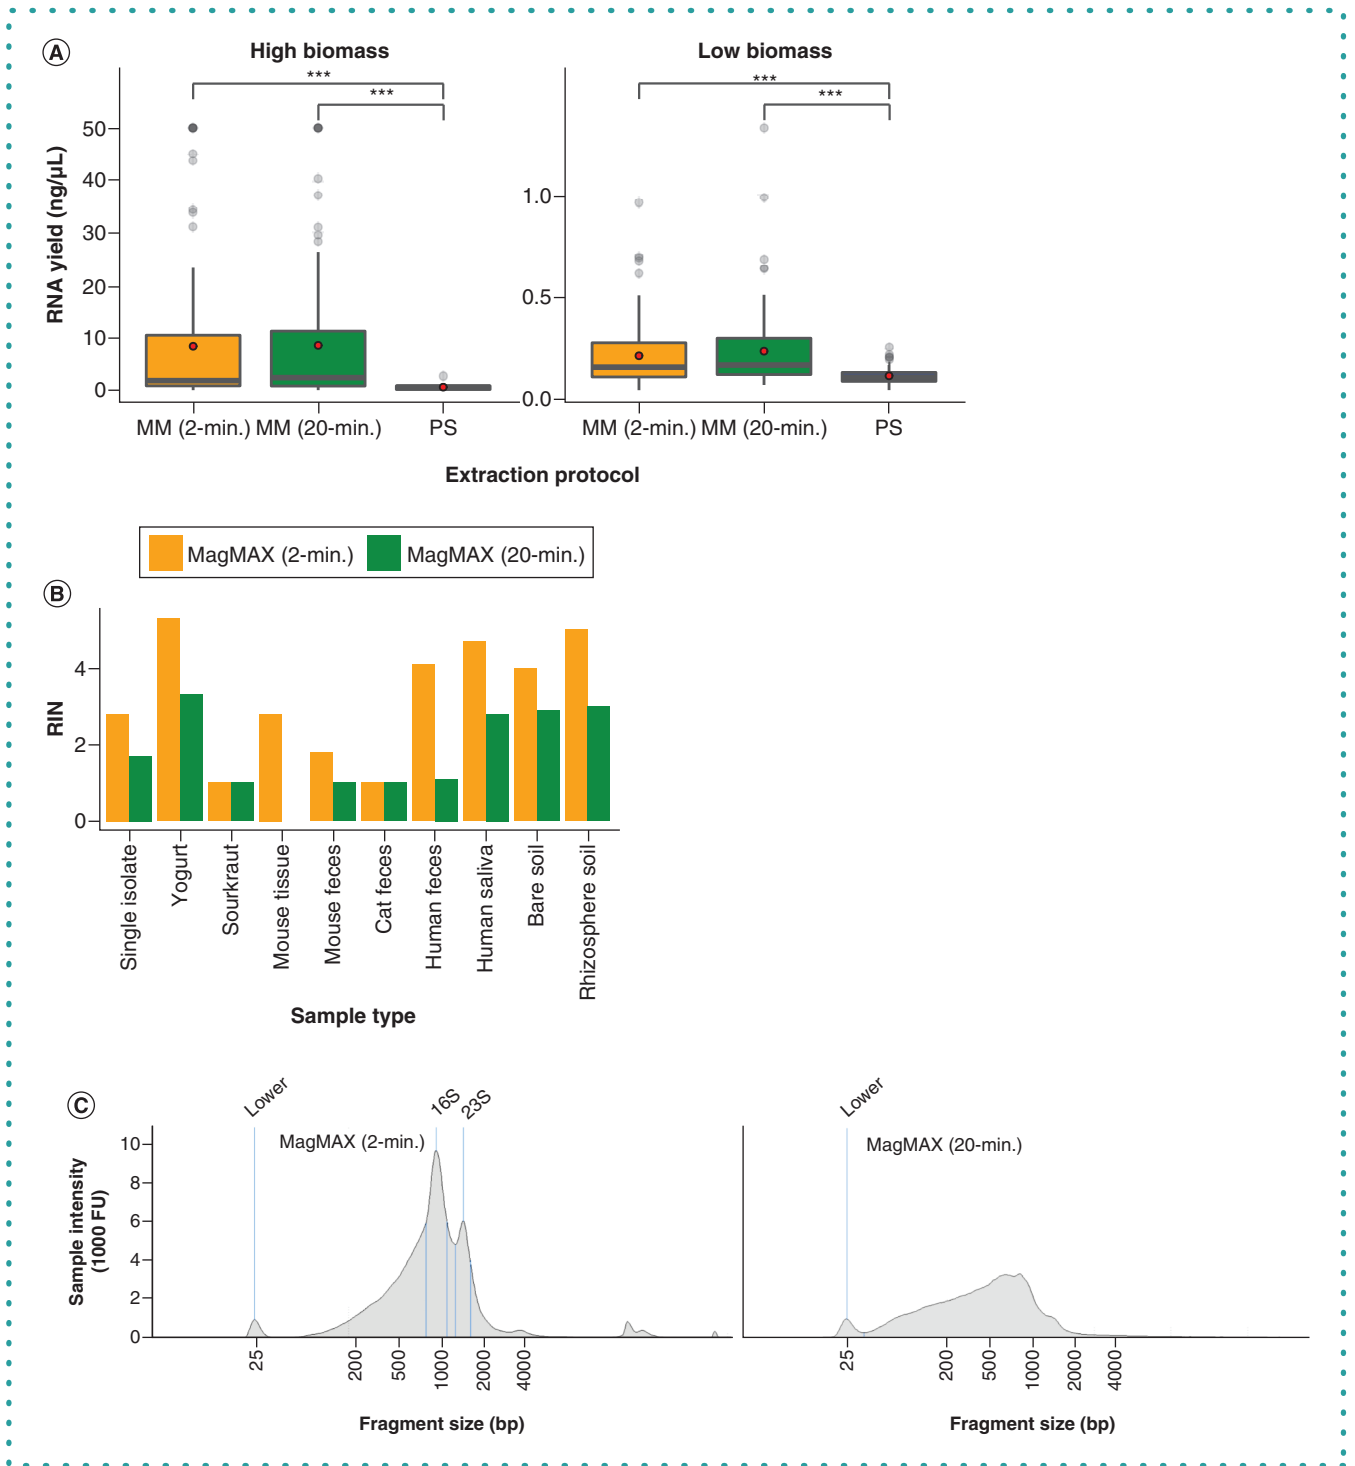 A
High biomass
Low biomass
***
***
***
***
RNA yield (ng/µL)
50
40
30
20
10
0
1.0
0.5
0.0
MM (2-min.) MM (20-min.) PS
MM (2-min.) MM (20-min.) PS
Extraction protocol
MagMAX (2-min.) MagMAX (20-min.)
B
RIN
4
2
0
Single isolate
Yogurt
Sourkraut
Mouse tissue
Mouse feces
Cat feces
Human feces
Human saliva
Bare soil
Rhizosphere soil
Sample type
C
Lower
16S
23S
Lower
MagMAX (2-min.)
MagMAX (20-min.)
Sample intensity
(1000 FU)
10
8
6
4
2
0
25
200
500
1000
2000
4000
25
200
500
1000
2000
4000
Fragment size (bp)
Fragment size (bp)